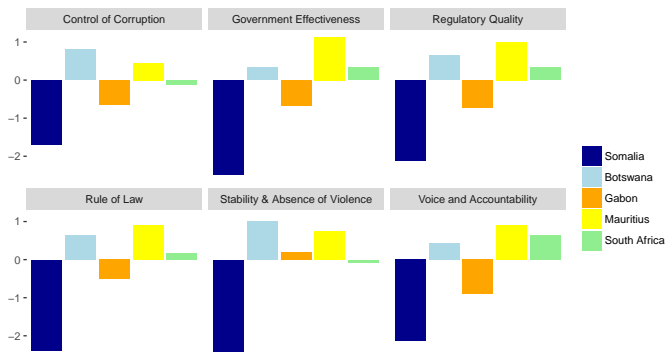 Control of Corruption Government Effectiveness Regulatory Quality
1
0
−1
−2
Rule of Law Stability & Absence of Violence Voice and Accountability
1
0
−1
−2
Somalia
Botswana
Gabon
Mauritius
South Africa